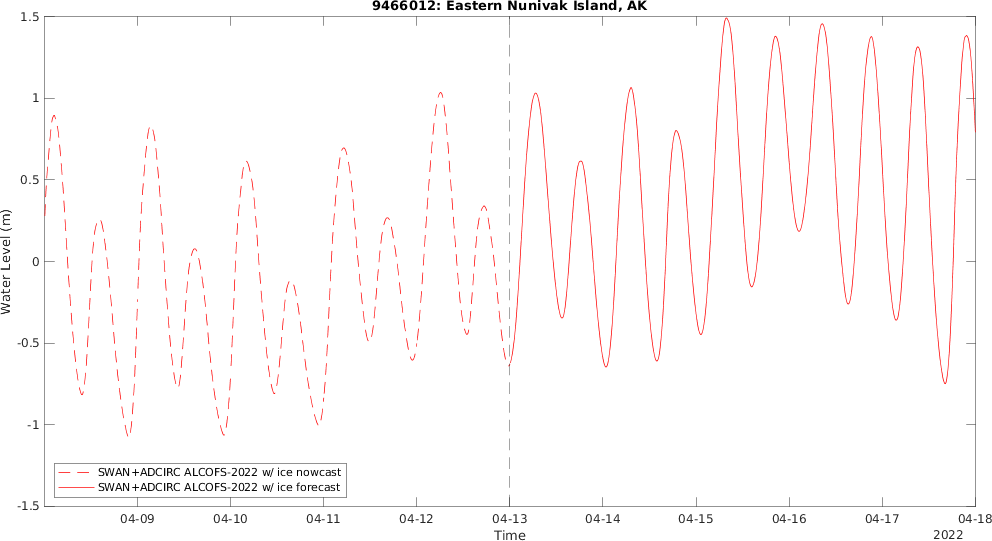 9466012: Eastern Nunivak Island, AK
1.5
1
0.5
0
-0.5
-1
-1.5
Water Level (m)
SWAN+ADCIRC ALCOFS-2022 w/ ice nowcast
SWAN+ADCIRC ALCOFS-2022 w/ ice forecast
04-09 04-10 04-11 04-12 04-13 04-14 04-15 04-16 04-17 04-18
Time
2022